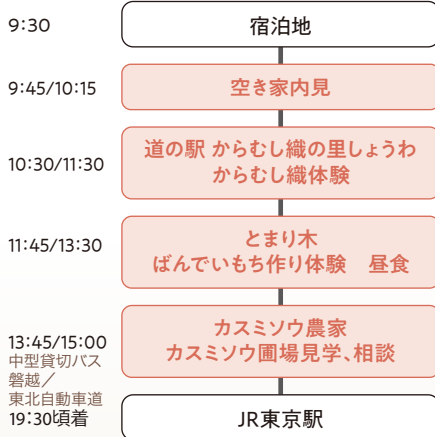 9:30 宿泊地
9:45/10:15 空き家内見
10:30/11:30 道の駅 からむし織の里しょうわ
からむし織体験
11:45/13:30 とまり木
ばんでいもち作り体験　昼食
13:45/15:00 カスミソウ農家
カスミソウ圃場見学、相談
中型貸切バス
磐越／
東北自動車道
19:30頃着 JR東京駅